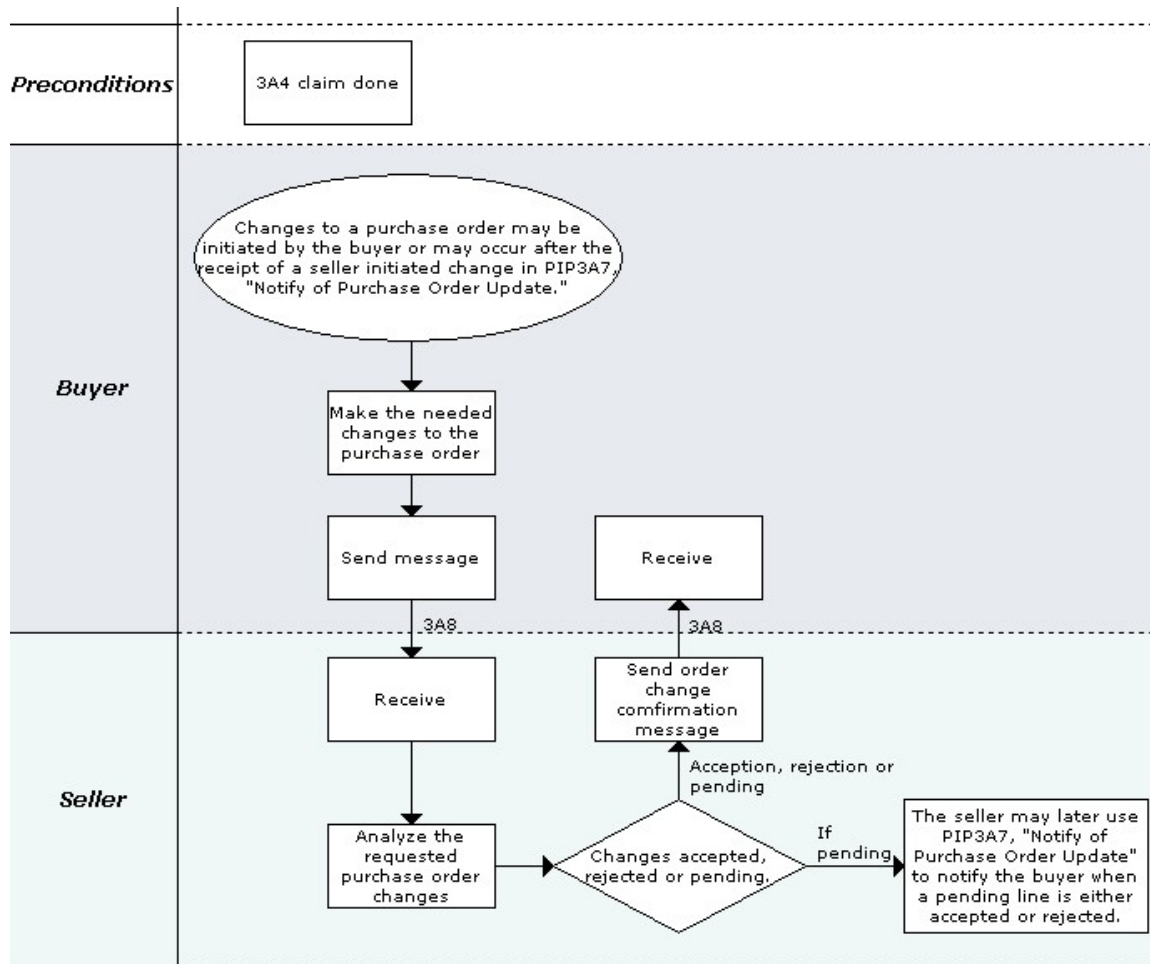 Preconditions
3A4 claim done
Changes to a purchase order may be
initiated by the buyer or may occur after the
receipt of a seller initiated change in PIP3A7,
"Notify of Purchase Order Update."
Buyer
Make the needed
changes to the
purchase order
Send message
Receive
3A8
3A8
Receive
Send order
change
comfirmation
message
Seller
Acception, rejection or
pending
Analyze the
requested
purchase order
changes
Changes accepted,
rejected or pending.
If
pending
The seller may later use
PIP3A7, "Notify of
Purchase Order Update"
to notify the buyer when
a pending line is either
accepted or rejected.